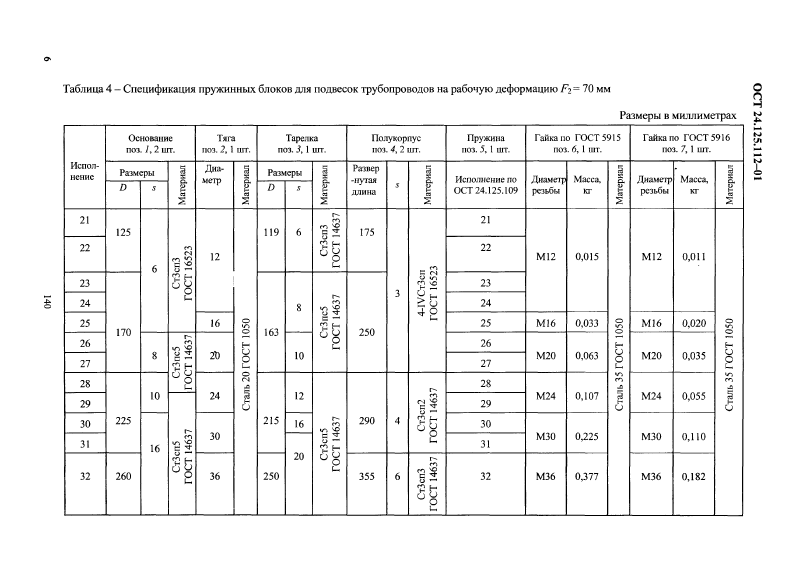 6
Таблица 4 – Спецификация пружинных блоков для подвесок трубопроводов на рабочую деформацию F2 = 70 мм
ОСТ 24.125.112–01
Размеры в миллиметрах
Испол-
нение
Основание
поз. 1, 2 шт.
Тяга
поз. 2, 1 шт.
Тарелка
поз. 3, 1 шт.
Полукорпус
поз. 4, 2 шт.
Пружина
поз. 5, 1 шт.
Гайка по ГОСТ 5915
поз. 6, 1 шт.
Гайка по ГОСТ 5916
поз. 7, 1 шт.
Размеры
D
s
Материал
Диа-
метр
Материал
Размеры
D
s
Материал
Развер
-нутая
длина
s
Материал
Исполнение по
ОСТ 24.125.109
Диаметр
резьбы
Масса,
кг
Материал
Диаметр
резьбы
Масса,
кг
Материал
21
22
23
24
25
26
27
28
29
30
31
32
125
170
225
260
6
8
10
16
Ст3сп3
ГОСТ 16523
Ст3пс5
ГОСТ 14637
Ст3сп5
ГОСТ 14637
12
16
20
24
30
36
Сталь 20 ГОСТ 1050
119
163
215
250
6
8
10
12
16
20
Ст3сп5
ГОСТ 14637
Ст3пс5
ГОСТ 14637
Ст3сп5
ГОСТ 14637
175
250
290
355
3
4
6
4-IVСт3сп
ГОСТ 16523
Ст3сп2
ГОСТ 14637
Ст3сп3
ГОСТ 14637
21
22
23
24
25
26
27
28
29
30
31
32
М12
0,015
М16
0,033
М20
0,063
М24
0,107
М30
0,225
М36
0,377
Сталь 35 ГОСТ 1050
М12
0,011
М16
0,020
М20
0,035
М24
0,055
М30
0,110
М36
0,182
Сталь 35 ГОСТ 1050
140